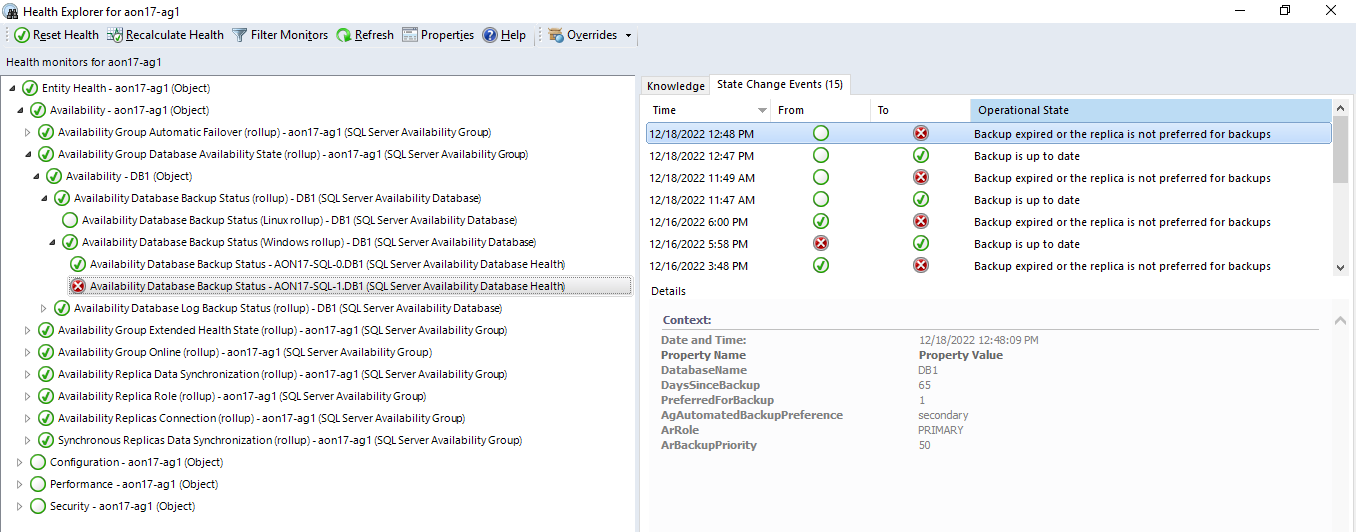 Health Explorer for aon17-ag1
Reset Health Recalculate Health Filter Monitors Refresh Properties Help Overrides
Health monitors for aon17-ag1
Entity Health - aon17-ag1 (Object)
Availability - aon17-ag1 (Object)
Availability Group Automatic Failover (rollup) - aon17-ag1 (SQL Server Availability Group)
Availability Group Database Availability State (rollup) - aon17-ag1 (SQL Server Availability Group)
Availability - DB1 (Object)
Availability Database Backup Status (rollup) - DB1 (SQL Server Availability Database)
Availability Database Backup Status (Linux rollup) - DB1 (SQL Server Availability Database)
Availability Database Backup Status (Windows rollup) - DB1 (SQL Server Availability Database)
Availability Database Backup Status - AON17-SQL-0.DB1 (SQL Server Availability Database Health)
Availability Database Backup Status - AON17-SQL-1.DB1 (SQL Server Availability Database Health)
Availability Database Log Backup Status (rollup) - DB1 (SQL Server Availability Database)
Availability Group Extended Health State (rollup) - aon17-ag1 (SQL Server Availability Group)
Availability Group Online (rollup) - aon17-ag1 (SQL Server Availability Group)
Availability Replica Data Synchronization (rollup) - aon17-ag1 (SQL Server Availability Group)
Availability Replica Role (rollup) - aon17-ag1 (SQL Server Availability Group)
Availability Replicas Connection (rollup) - aon17-ag1 (SQL Server Availability Group)
Synchronous Replicas Data Synchronization (rollup) - aon17-ag1 (SQL Server Availability Group)
Configuration - aon17-ag1 (Object)
Performance - aon17-ag1 (Object)
Security - aon17-ag1 (Object)
Knowledge State Change Events (15)
Time From To Operational State
12/18/2022 12:48 PM Backup expired or the replica is not preferred for backups
12/18/2022 12:47 PM Backup is up to date
12/18/2022 11:49 AM Backup expired or the replica is not preferred for backups
12/18/2022 11:47 AM Backup is up to date
12/16/2022 6:00 PM Backup expired or the replica is not preferred for backups
12/16/2022 5:58 PM Backup is up to date
12/16/2022 3:48 PM Backup expired or the replica is not preferred for backups
Details
Context:
Date and Time: 12/18/2022 12:48:09 PM
Property Name Property Value
DatabaseName DB1
DaysSinceBackup 65
PreferredForBackup 1
AgAutomatedBackupPreference secondary
ArRole PRIMARY
ArBackupPriority 50